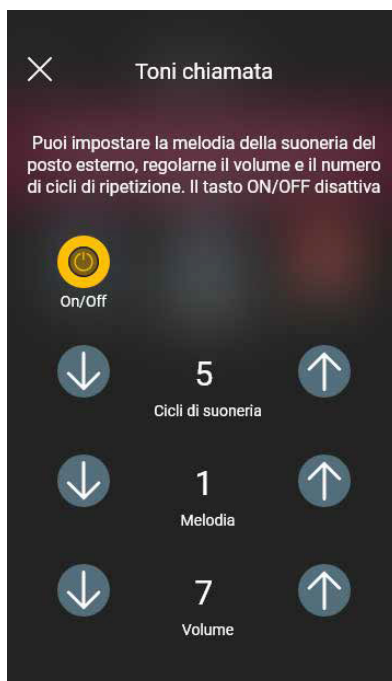 Toni chiamata
Puoi impostare la melodia della suoneria del
posto esterno, regolarne il volume e il numero
di cicli di ripetizione. Il tasto ON/OFF disattiva
On/Off
5
Cicli di suoneria
1
Melodia
7
Volume